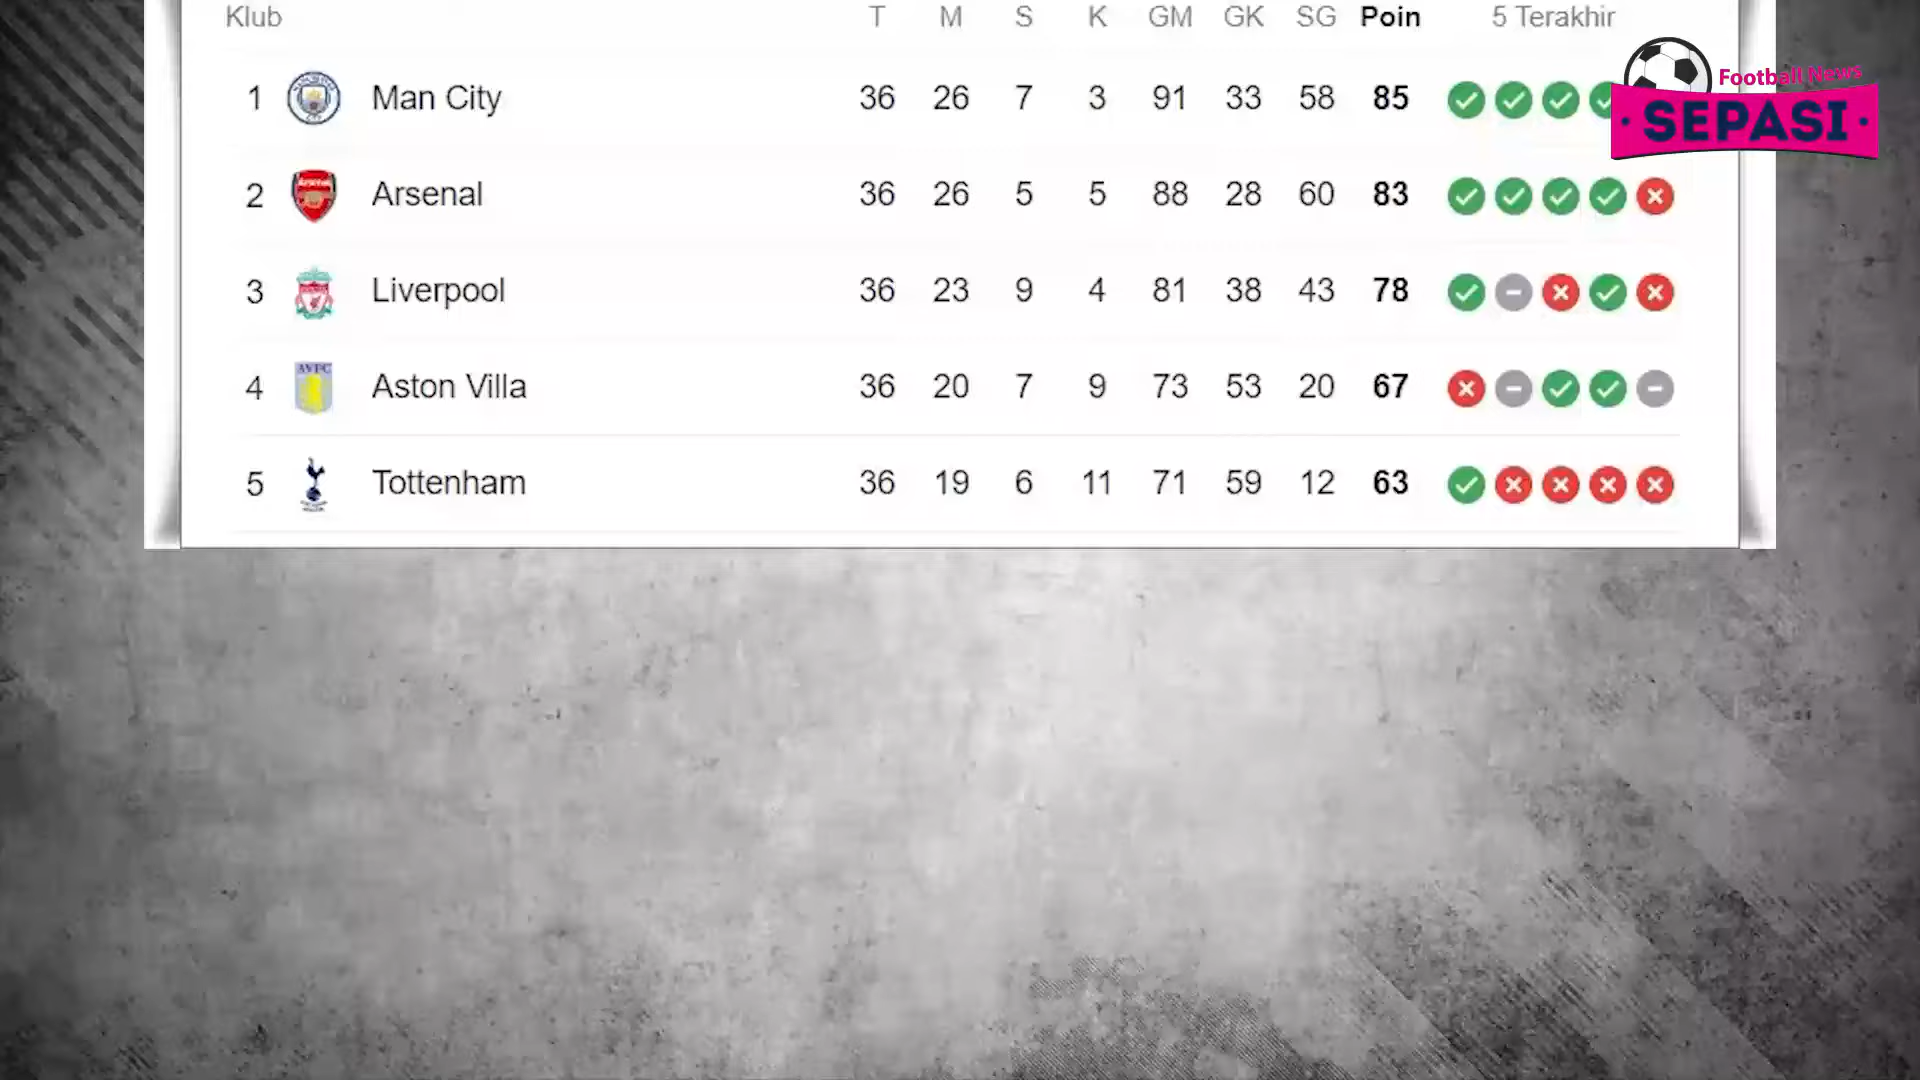 Klub T M S K GM GK SG Poin 5 Terakhir
Football News
SEPASI
1 Man City 36 26 7 3 91 33 58 85
2 Arsenal 36 26 5 5 88 28 60 83
3 Liverpool 36 23 9 4 81 38 43 78
4 Aston Villa 36 20 7 9 73 53 20 67
5 Tottenham 36 19 6 11 71 59 12 63